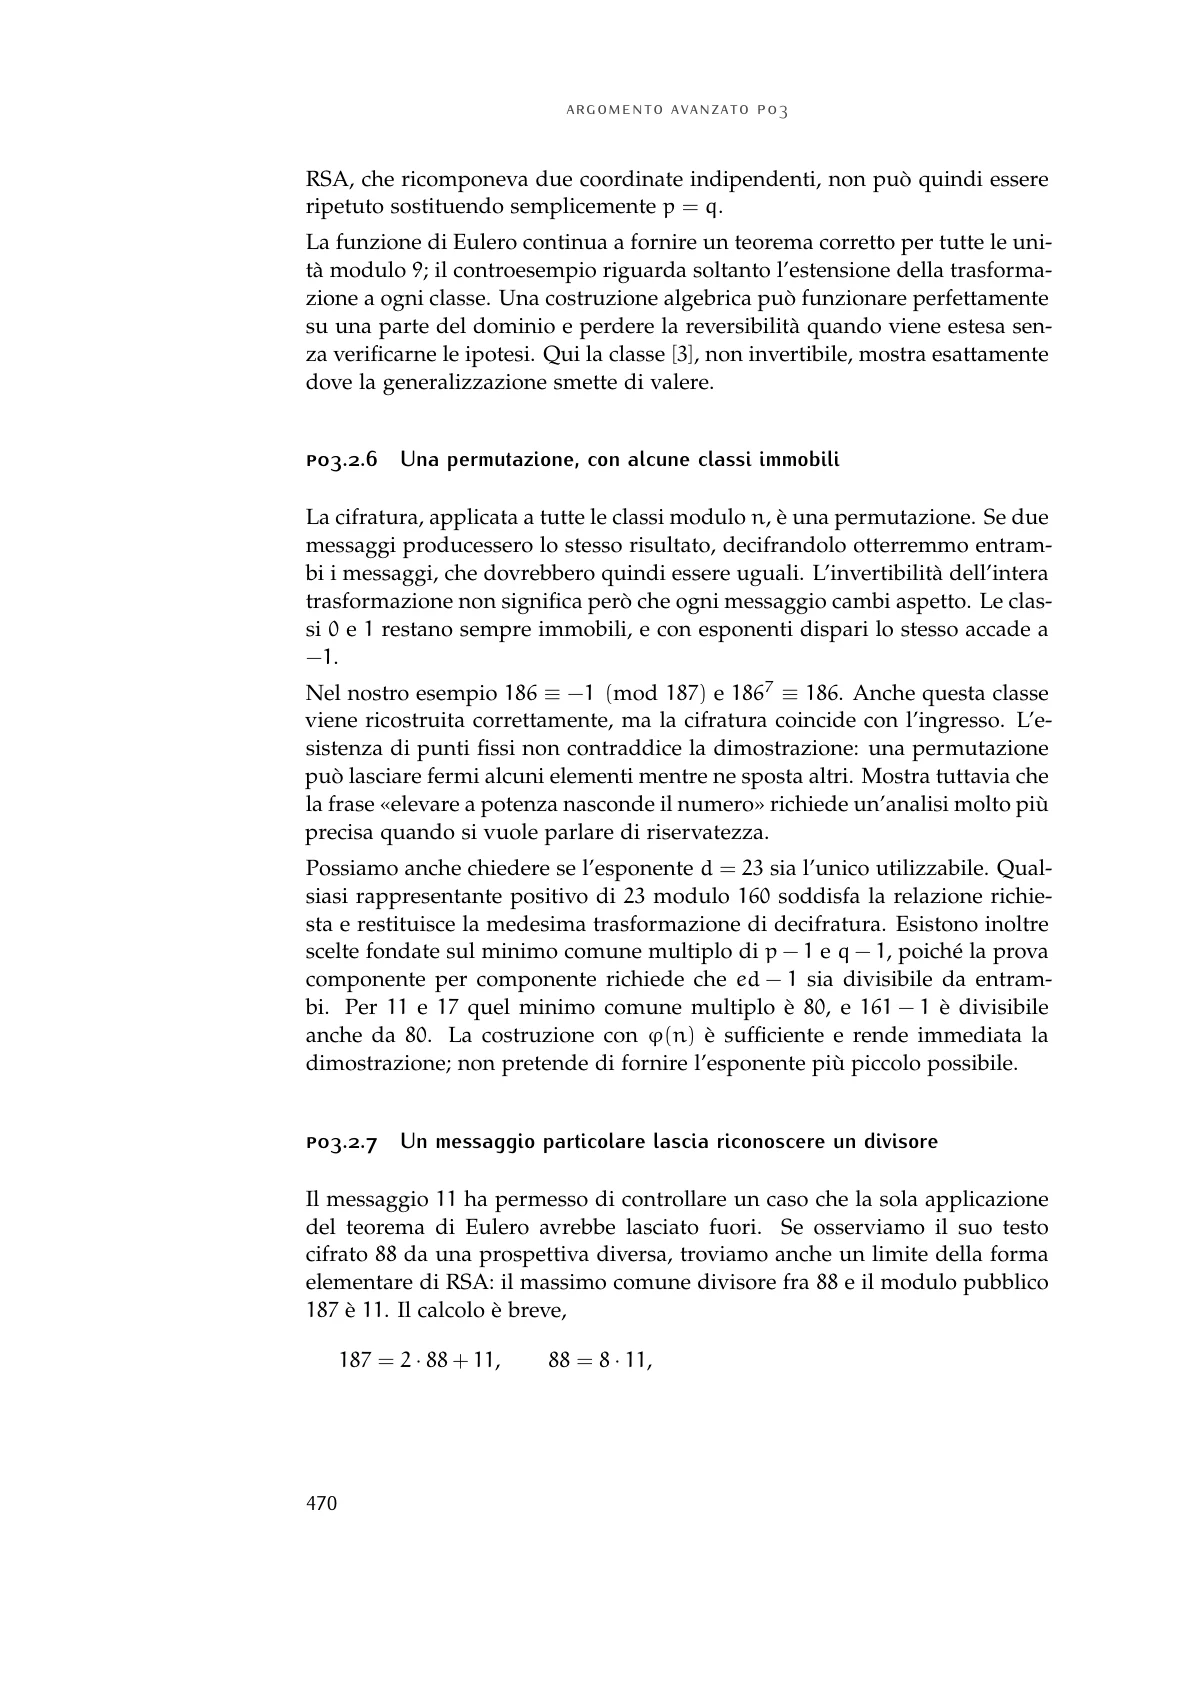 ARGOMENTO AVANZATO P03
RSA, che ricomponeva due coordinate indipendenti, non può quindi essere
ripetuto sostituendo semplicemente p = q.
La funzione di Eulero continua a fornire un teorema corretto per tutte le uni-
tà modulo 9; il controesempio riguarda soltanto l'estensione della trasforma-
zione a ogni classe. Una costruzione algebrica può funzionare perfettamente
su una parte del dominio e perdere la reversibilità quando viene estesa sen-
za verificarne le ipotesi. Qui la classe [3], non invertibile, mostra esattamente
dove la generalizzazione smette di valere.
P03.2.6 Una permutazione, con alcune classi immobili
La cifratura, applicata a tutte le classi modulo n, è una permutazione. Se due
messaggi producessero lo stesso risultato, decifrandolo otterremmo entram-
bi i messaggi, che dovrebbero quindi essere uguali. L'invertibilità dell'intera
trasformazione non significa però che ogni messaggio cambi aspetto. Le clas-
si 0 e 1 restano sempre immobili, e con esponenti dispari lo stesso accade a
−1.
Nel nostro esempio 186 ≡ −1 (mod 187) e 186⁷ ≡ 186. Anche questa classe
viene ricostruita correttamente, ma la cifratura coincide con l'ingresso. L'e-
sistenza di punti fissi non contraddice la dimostrazione: una permutazione
può lasciare fermi alcuni elementi mentre ne sposta altri. Mostra tuttavia che
la frase «elevare a potenza nasconde il numero» richiede un'analisi molto più
precisa quando si vuole parlare di riservatezza.
Possiamo anche chiedere se l'esponente d = 23 sia l'unico utilizzabile. Qual-
siasi rappresentante positivo di 23 modulo 160 soddisfa la relazione richie-
sta e restituisce la medesima trasformazione di decifratura. Esistono inoltre
scelte fondate sul minimo comune multiplo di p − 1 e q − 1, poiché la prova
componente per componente richiede che ed − 1 sia divisibile da entram-
bi. Per 11 e 17 quel minimo comune multiplo è 80, e 161 − 1 è divisibile
anche da 80. La costruzione con φ(n) è sufficiente e rende immediata la
dimostrazione; non pretende di fornire l'esponente più piccolo possibile.
P03.2.7 Un messaggio particolare lascia riconoscere un divisore
Il messaggio 11 ha permesso di controllare un caso che la sola applicazione
del teorema di Eulero avrebbe lasciato fuori. Se osserviamo il suo testo
cifrato 88 da una prospettiva diversa, troviamo anche un limite della forma
elementare di RSA: il massimo comune divisore fra 88 e il modulo pubblico
187 è 11. Il calcolo è breve,
187 = 2 · 88 + 11, 88 = 8 · 11,
470